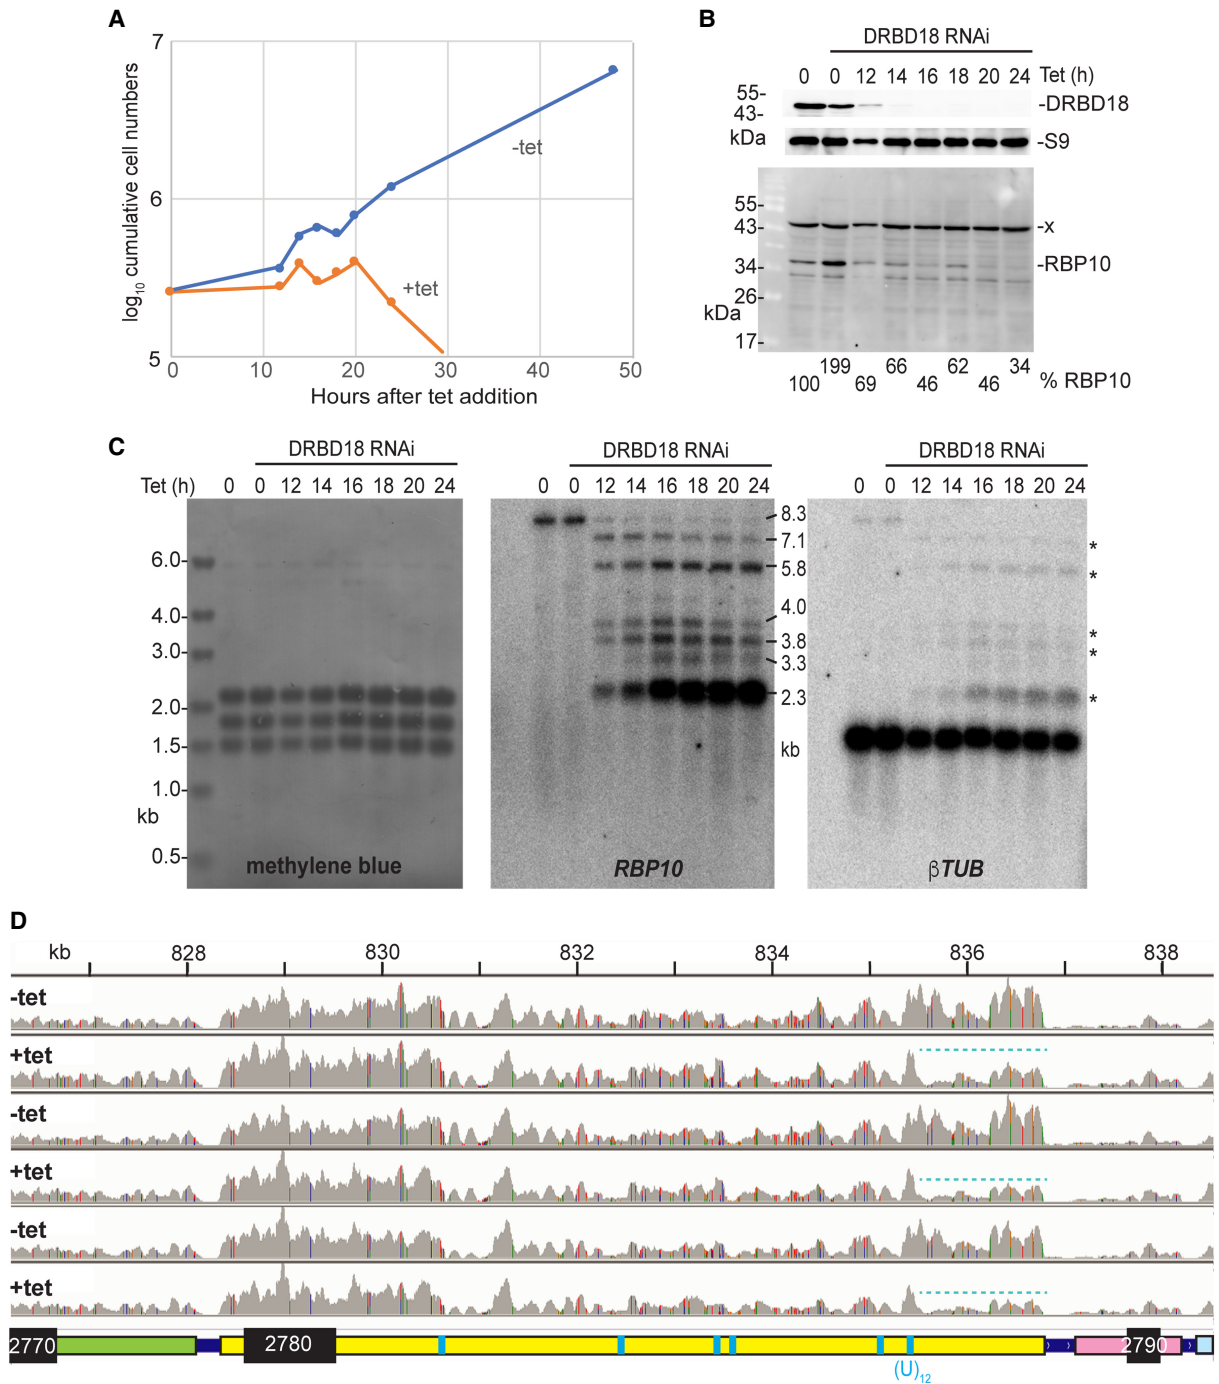 A
7
6
5
log10 cumulative cell numbers
-tet
+tet
0 10 20 30 40 50
Hours after tet addition
B
DRBD18 RNAi
0 0 12 14 16 18 20 24 Tet (h)
55-
43-
-DRBD18
kDa
-S9
55-
43-
34-
26-
17-
kDa
-x
-RBP10
100 199 69 66 46 62 46 34 % RBP10
C
DRBD18 RNAi
Tet (h) 0 0 12 14 16 18 20 24
6.0-
4.0-
3.0-
2.0-
1.5-
1.0-
kb
0.5-
methylene blue
DRBD18 RNAi
0 0 12 14 16 18 20 24
8.3
7.1
5.8
4.0
3.8
3.3
2.3
kb
RBP10
DRBD18 RNAi
0 0 12 14 16 18 20 24
*
*
*
*
*
βTUB
D
kb 828 830 832 834 836 838
-tet
+tet
-tet
+tet
-tet
+tet
2770 2780 2790
(U)12